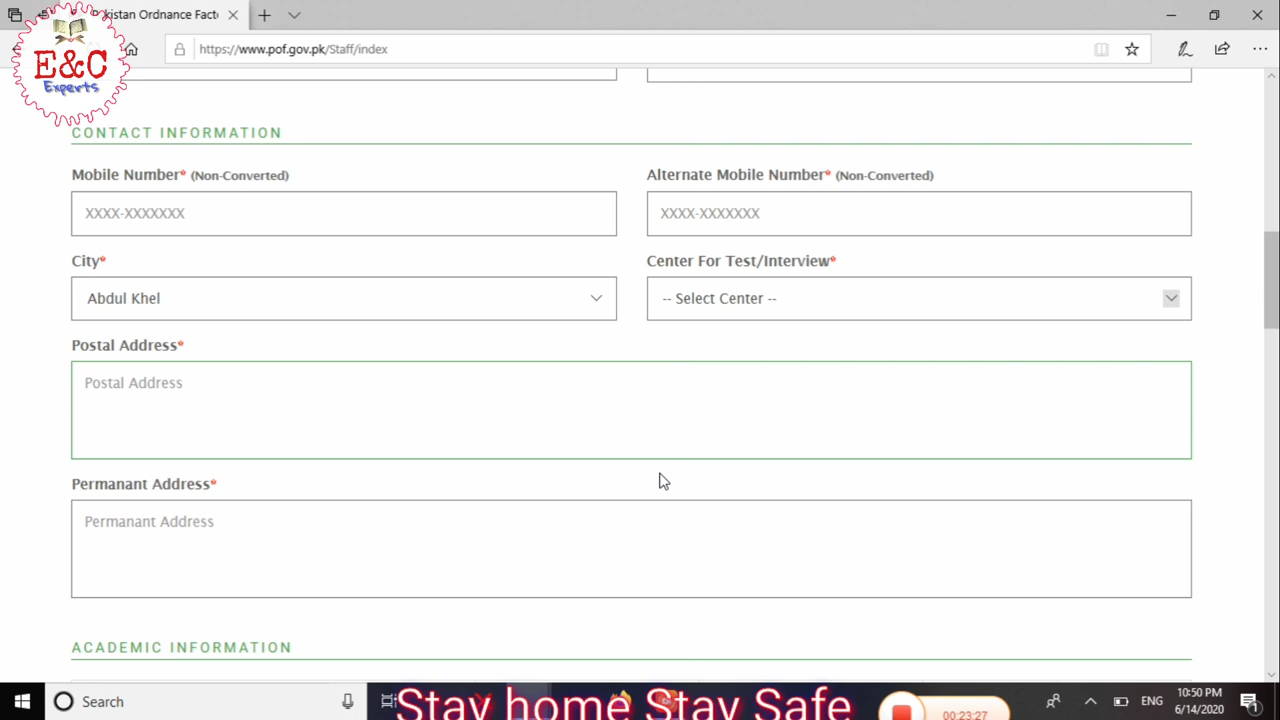 Pakistan Ordnance Facto
https://www.pof.gov.pk/Staff/index
E&C
Experts
CONTACT INFORMATION
Mobile Number* (Non-Converted)
Alternate Mobile Number* (Non-Converted)
XXXX-XXXXXXX
XXXX-XXXXXXX
City*
Center For Test/Interview*
Abdul Khel
-- Select Center --
Postal Address*
Postal Address
Permanant Address*
Permanant Address
ACADEMIC INFORMATION
Search
Stay home Stay Safe
00:23:27
ENG
10:50 PM
6/14/2020
1